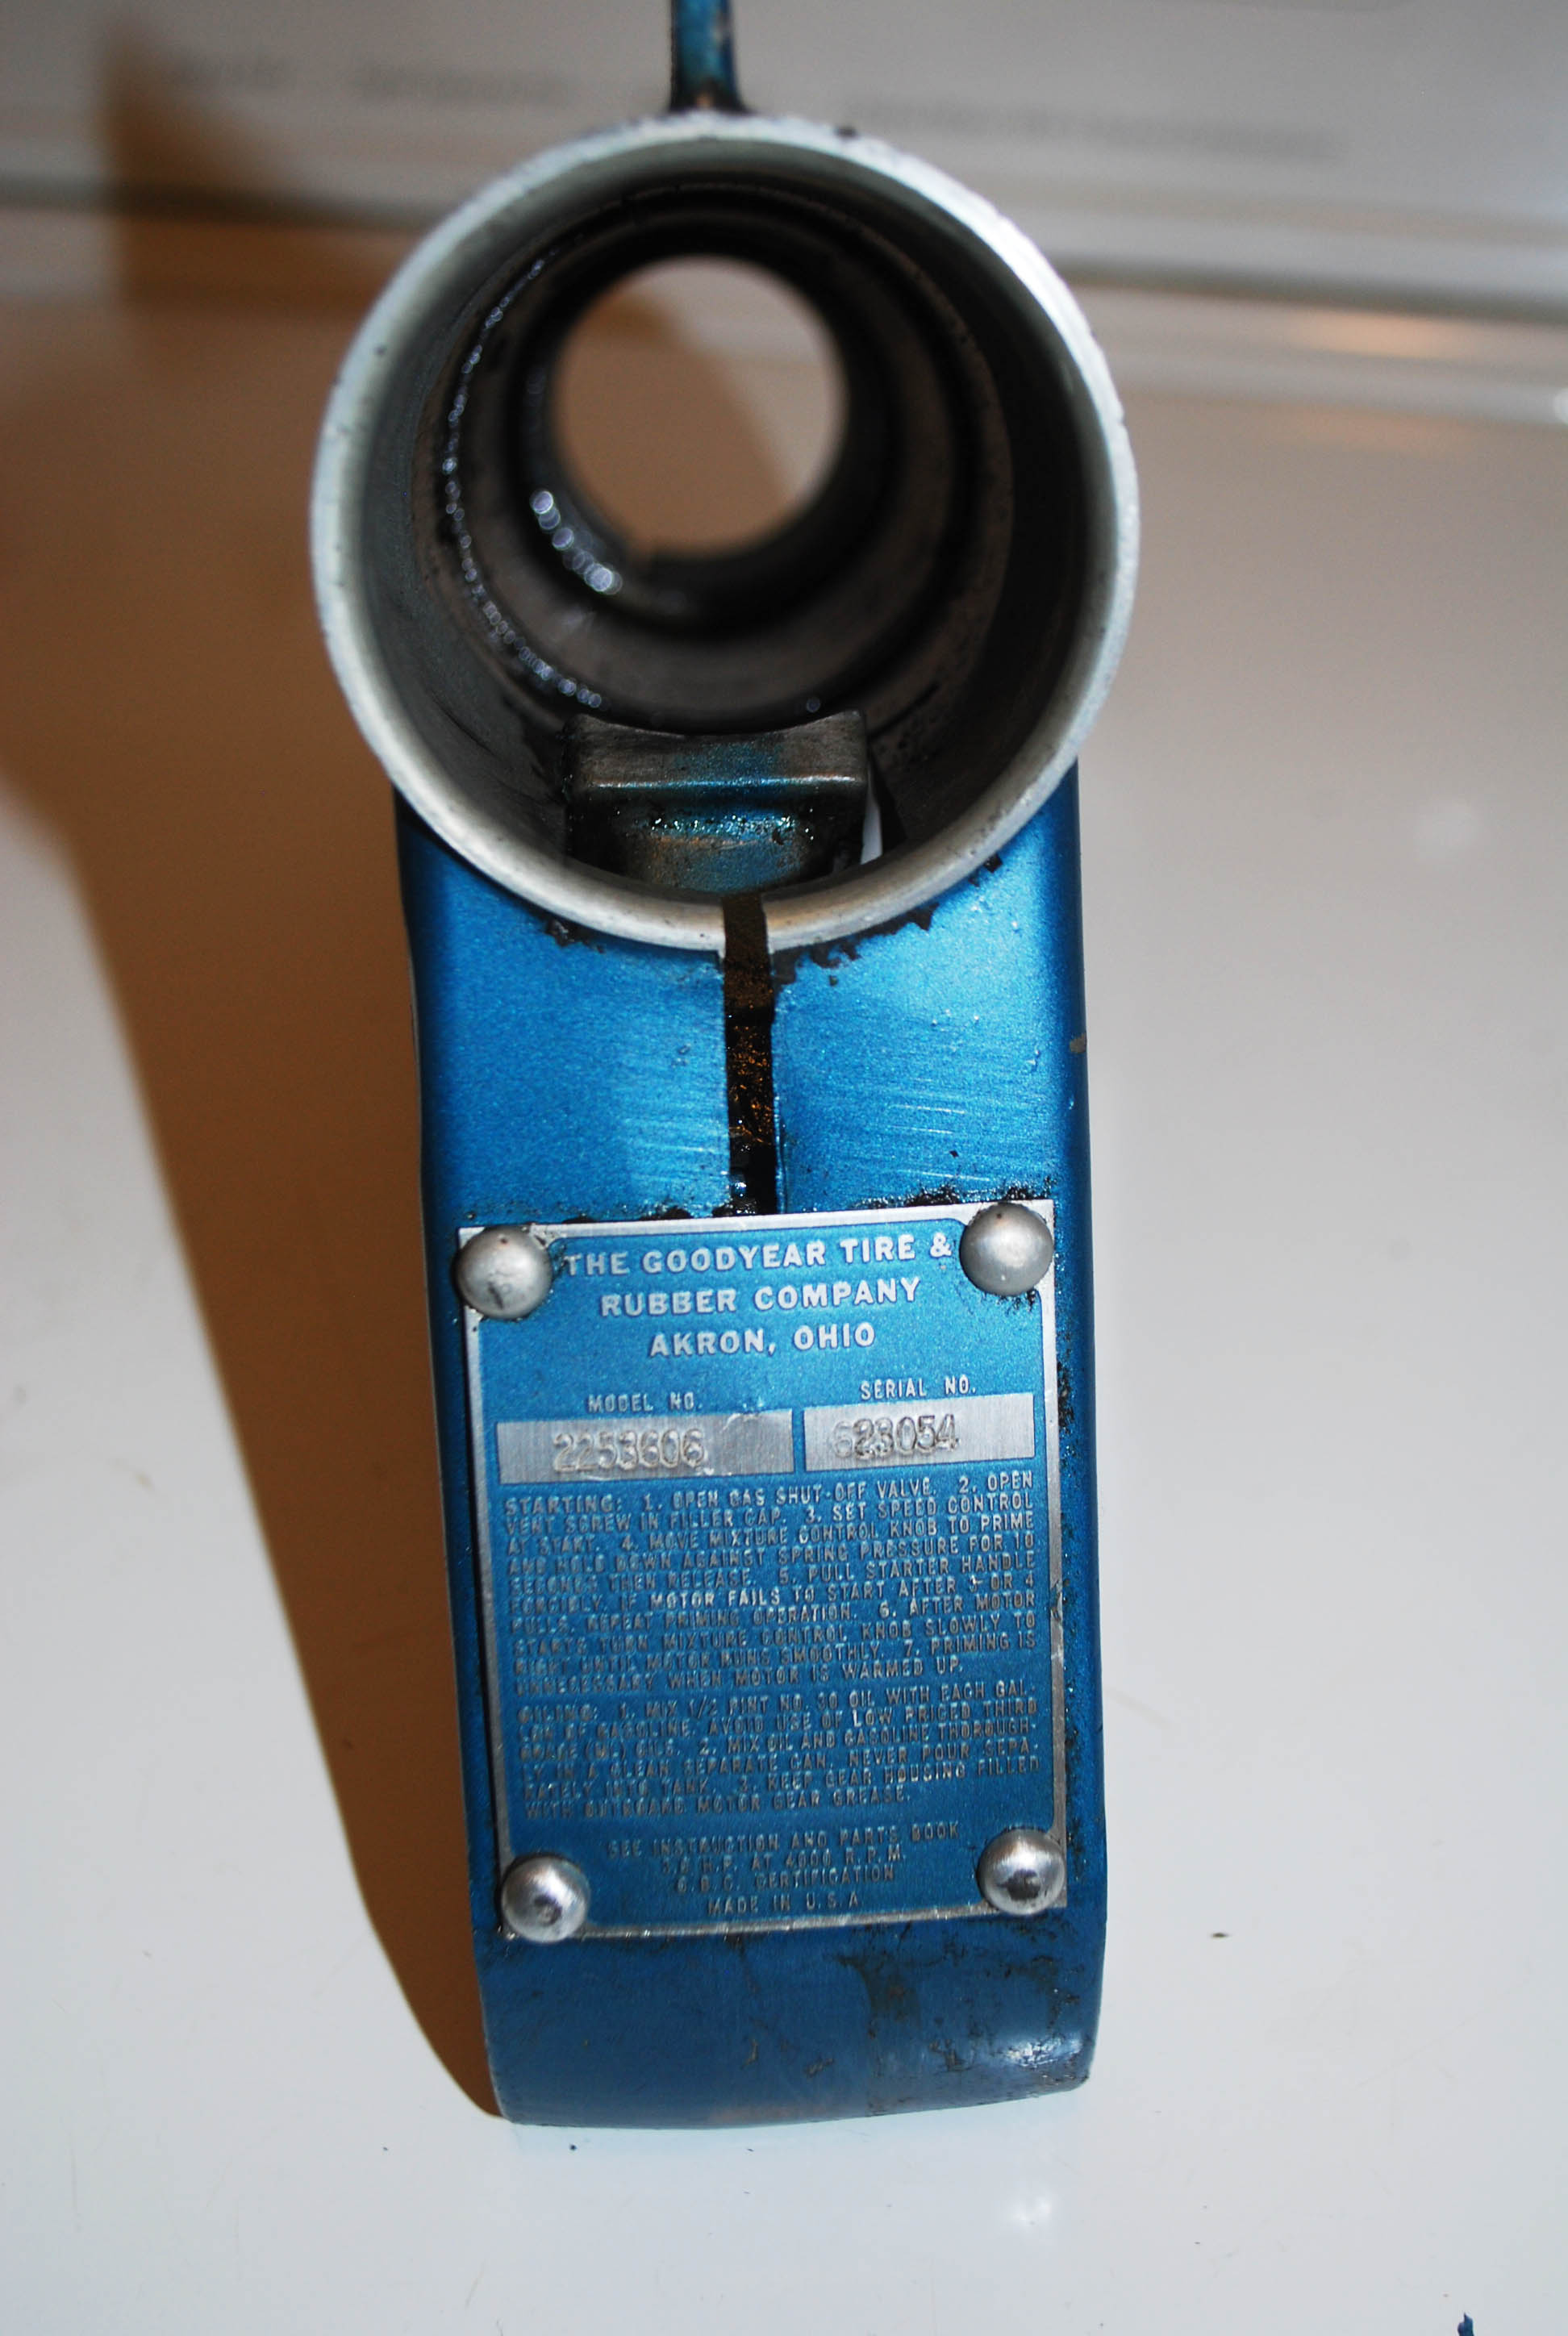 THE GOODYEAR TIRE &
RUBBER COMPANY
AKRON, OHIO
MODEL NO. SERIAL NO.
2253606 623054
STARTING: 1. OPEN GAS SHUT-OFF VALVE. 2. OPEN
VENT SCREW IN FILLER CAP. 3. SET SPEED CONTROL
AT START. 4. MOVE MIXTURE CONTROL KNOB TO PRIME
AND HOLD DOWN AGAINST SPRING PRESSURE FOR 10
SECONDS THEN RELEASE. 5. PULL STARTER HANDLE
FORCIBLY. IF MOTOR FAILS TO START AFTER 3 OR 4
PULLS, REPEAT PRIMING OPERATION. 6. AFTER MOTOR
STARTS TURN MIXTURE CONTROL KNOB SLOWLY TO
RIGHT UNTIL MOTOR RUNS SMOOTHLY. 7. PRIMING IS
UNNECESSARY WHEN MOTOR IS WARMED UP.
OILING: 1. MIX 1/2 PINT NO. 30 OIL WITH EACH GAL-
LON OF GASOLINE. AVOID USE OF LOW PRICED THIRD
GRADE OILS. 2. MIX OIL AND GASOLINE THOROUGH-
LY IN A CLEAN SEPARATE CAN. NEVER POUR SEPA-
RATELY INTO TANK. 3. KEEP GEAR HOUSING FILLED
WITH OUTBOARD MOTOR GEAR GREASE.
SEE INSTRUCTION AND PARTS BOOK
H.P. AT 4000 R.P.M.
O.B.C. CERTIFICATION
MADE IN U.S.A